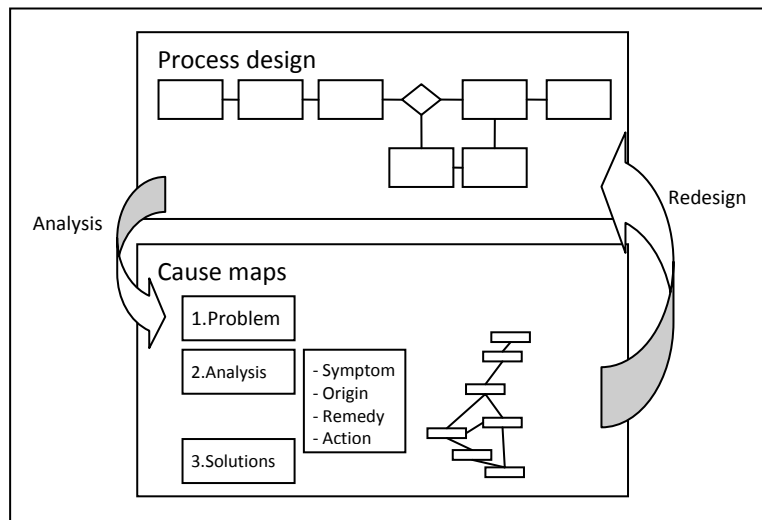 Process design
Analysis
Redesign
Cause maps
1.Problem
2.Analysis
- Symptom
- Origin
- Remedy
- Action
3.Solutions